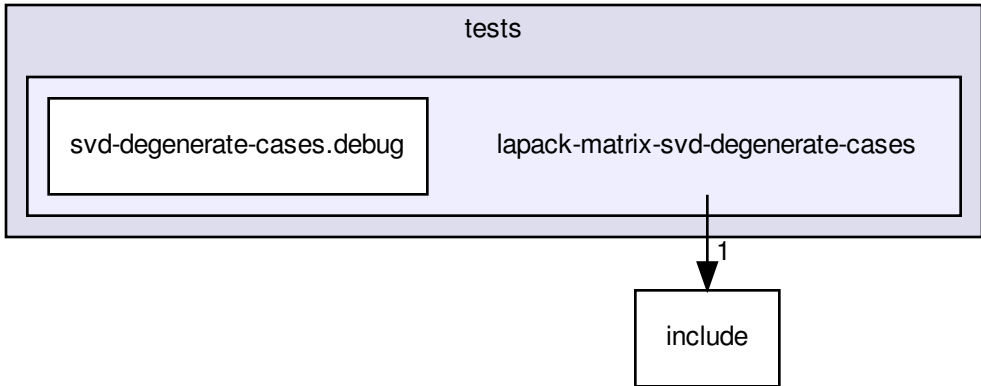 tests
svd-degenerate-cases.debug
lapack-matrix-svd-degenerate-cases
1
include